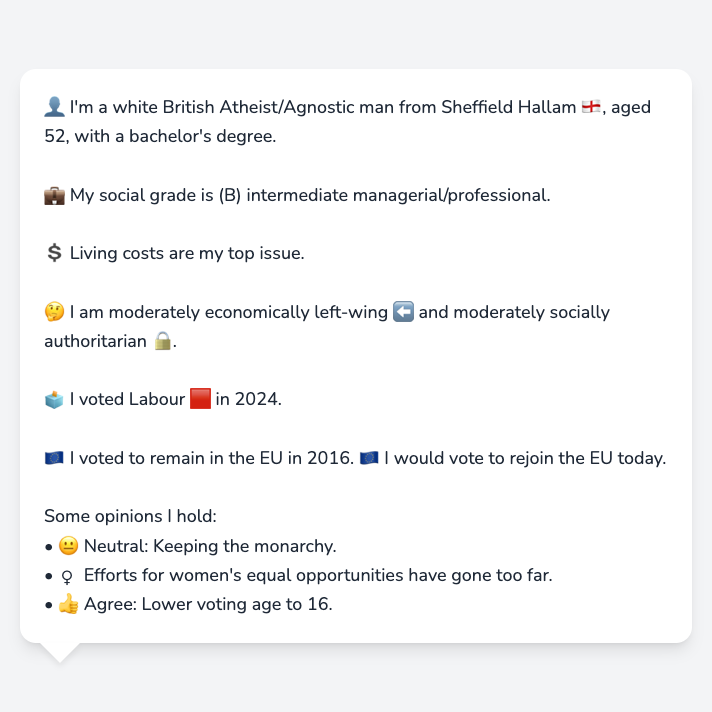 👤 I'm a white British Atheist/Agnostic man from Sheffield Hallam 🏴󠁧󠁢󠁥󠁮󠁧󠁿, aged
52, with a bachelor's degree.
💼 My social grade is (B) intermediate managerial/professional.
💲 Living costs are my top issue.
🤔 I am moderately economically left-wing ⬅️ and moderately socially
authoritarian 🔒.
🗳️ I voted Labour 🟥 in 2024.
🇪🇺 I voted to remain in the EU in 2016. 🇪🇺 I would vote to rejoin the EU today.
Some opinions I hold:
• 😐 Neutral: Keeping the monarchy.
• ♀ Efforts for women's equal opportunities have gone too far.
• 👍 Agree: Lower voting age to 16.